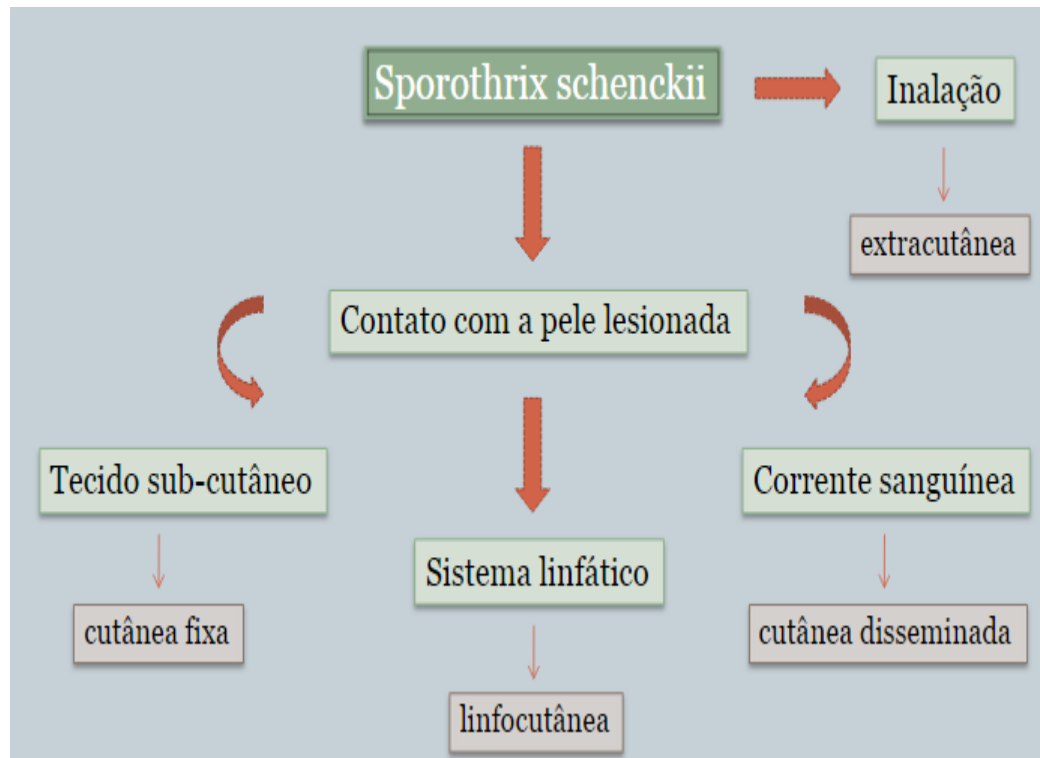 Sporothrix schenckii
Inalação
extracutânea
Contato com a pele lesionada
Tecido sub-cutâneo
Corrente sanguínea
Sistema linfático
cutânea fixa
cutânea disseminada
linfocutânea